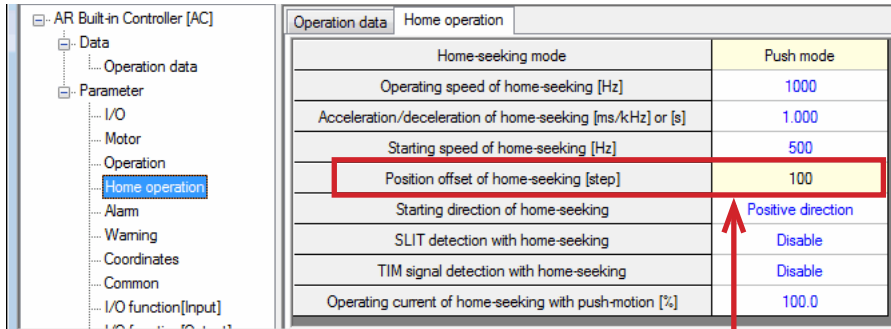 AR Built-in Controller [AC]
Data
Operation data
Parameter
I/O
Motor
Operation
Home operation
Alarm
Warning
Coordinates
Common
I/O function[Input]
Operation data Home operation
Home-seeking mode Push mode
Operating speed of home-seeking [Hz] 1000
Acceleration/deceleration of home-seeking [ms/kHz] or [s] 1.000
Starting speed of home-seeking [Hz] 500
Position offset of home-seeking [step] 100
Starting direction of home-seeking Positive direction
SLIT detection with home-seeking Disable
TIM signal detection with home-seeking Disable
Operating current of home-seeking with push-motion [%] 100.0